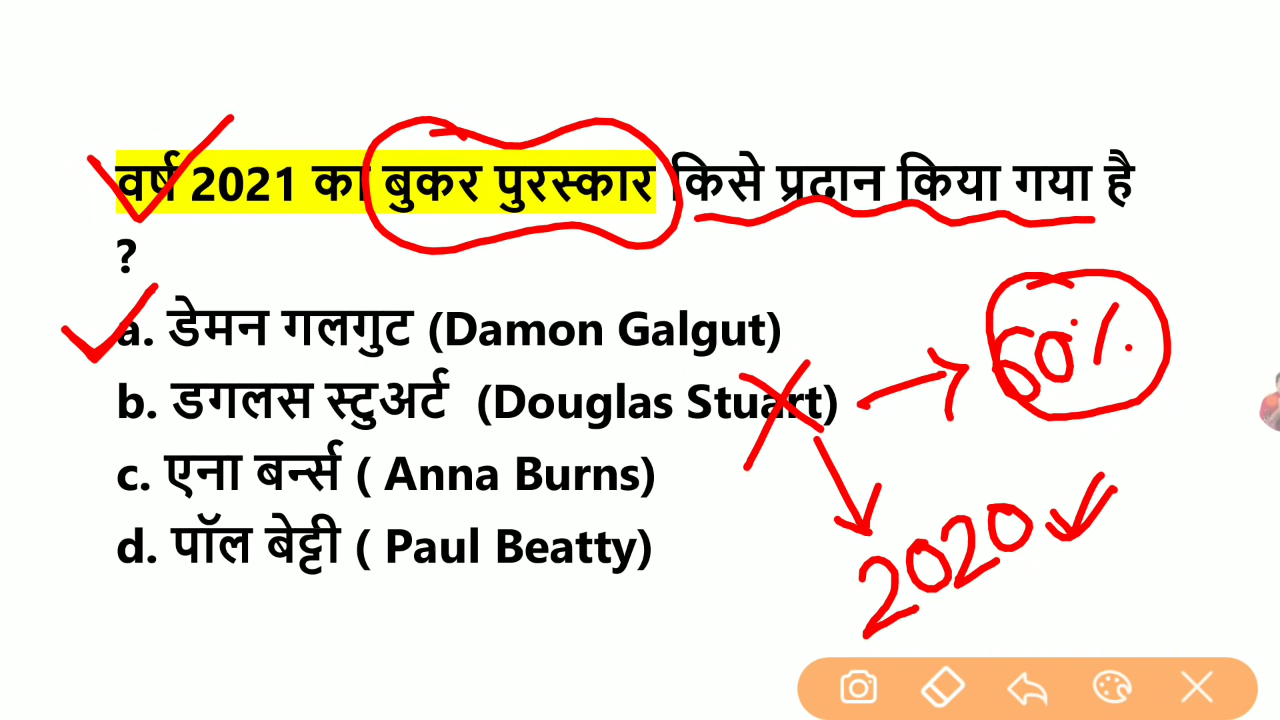 वर्ष 2021 का बुकर पुरस्कार किसे प्रदान किया गया है
?
a. डेमन गलगुट (Damon Galgut)
b. डगलस स्टुअर्ट (Douglas Stuart)
60%
c. एना बर्न्स ( Anna Burns)
d. पॉल बेट्टी ( Paul Beatty)
2020